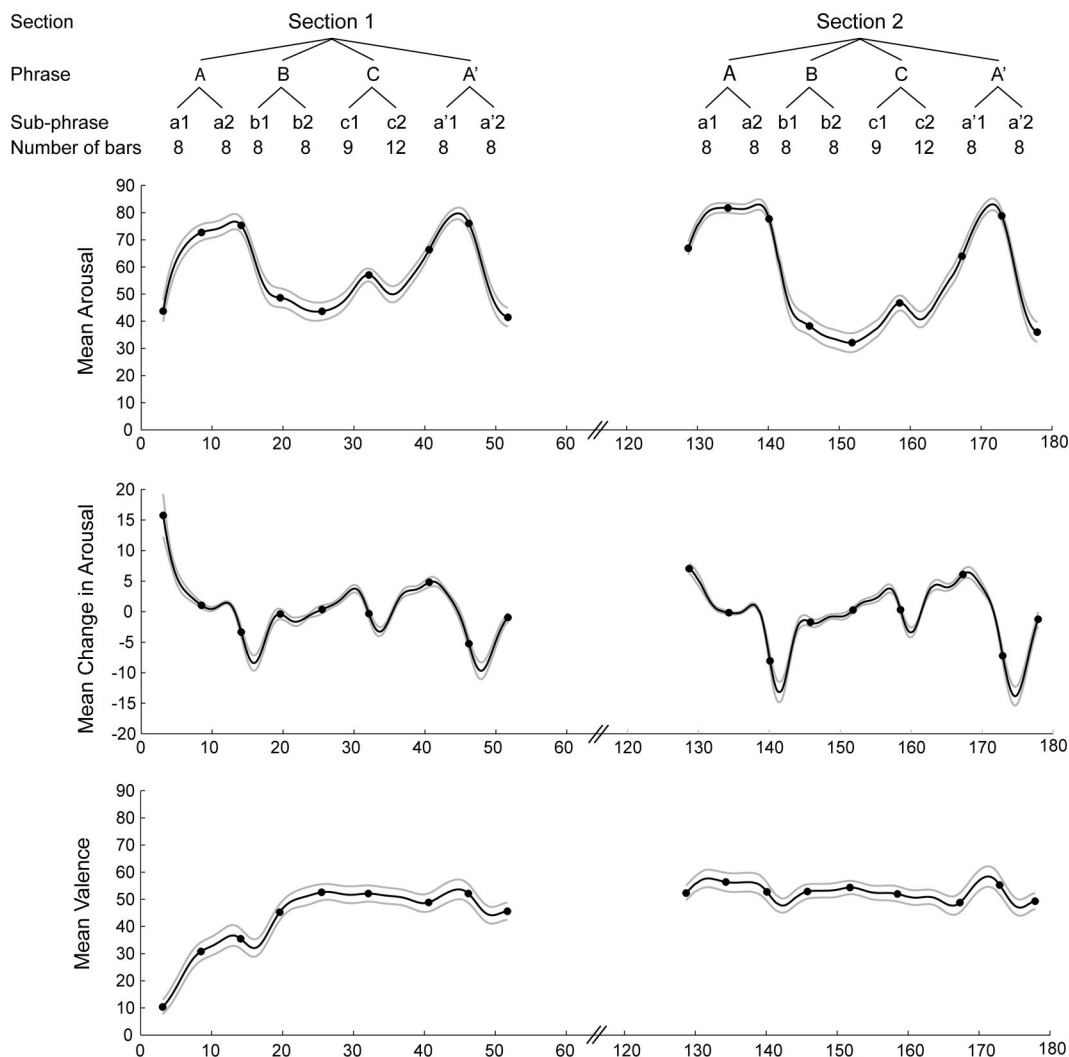 Section Section 1 Section 2
Phrase A B C A' A B C A'
Sub-phrase a1 a2 b1 b2 c1 c2 a'1 a'2 a1 a2 b1 b2 c1 c2 a'1 a'2
Number of bars 8 8 8 8 9 12 8 8 8 8 8 8 9 12 8 8
Mean Arousal
90
80
70
60
50
40
30
20
10
0
0 10 20 30 40 50 60 // 120 130 140 150 160 170 180
Mean Change in Arousal
20
15
10
5
0
-5
-10
-15
-20
0 10 20 30 40 50 60 // 120 130 140 150 160 170 180
Mean Valence
90
80
70
60
50
40
30
20
10
0
0 10 20 30 40 50 60 // 120 130 140 150 160 170 180